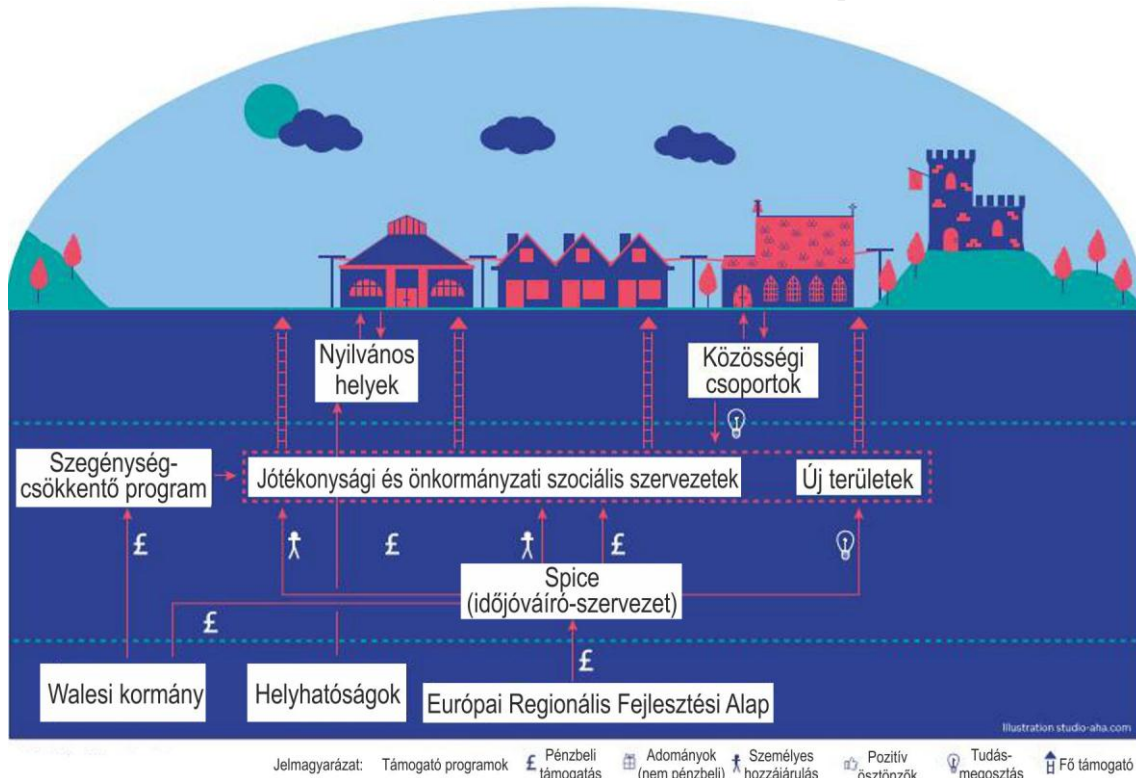 Nyilvános
helyek
Közösségi
csoportok
Szegénység-
csökkentő program
Jótékonysági és önkormányzati szociális szervezetek
Új területek
£
£
£
Spice
(időjóváíró-szervezet)
£
£
Walesi kormány
Helyhatóságok
Európai Regionális Fejlesztési Alap
Illustration studio-aha.com
Jelmagyarázat: Támogató programok £ Pénzbeli támogatás Adományok (nem pénzbeli) Személyes hozzájárulás Pozitív ösztönzők Tudás-megosztás Fő támogató